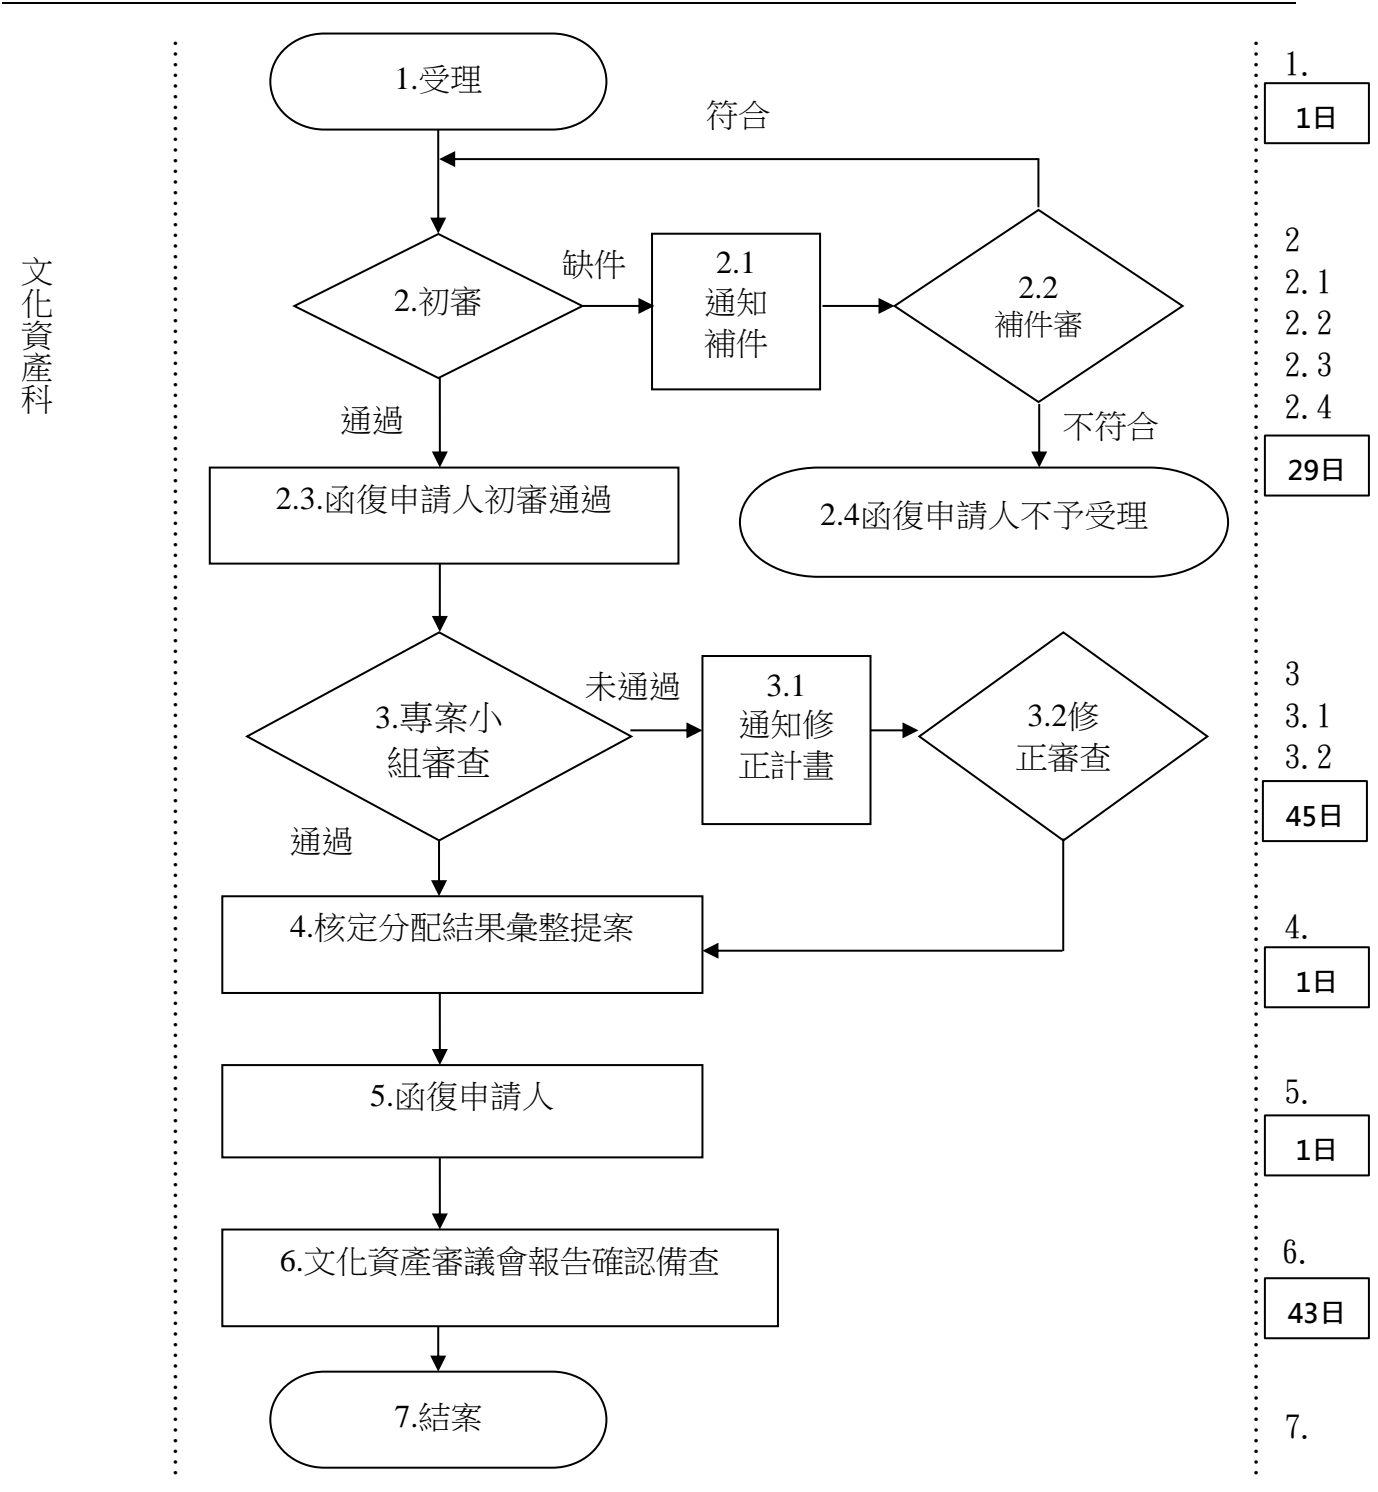 文化資產科
1.受理
符合
2.初審
缺件
2.1
通知
補件
2.2
補件審
通過
不符合
2.3.函復申請人初審通過
2.4函復申請人不予受理
3.專案小
組審查
未通過
3.1
通知修
正計畫
3.2修
正審查
通過
4.核定分配結果彙整提案
5.函復申請人
6.文化資產審議會報告確認備查
7.結案
1.
1日
2
2.1
2.2
2.3
2.4
29日
3
3.1
3.2
45日
4.
1日
5.
1日
6.
43日
7.